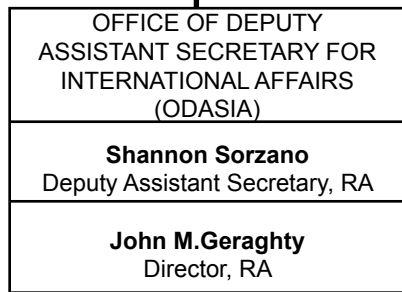 OFFICE OF DEPUTY
ASSISTANT SECRETARY FOR
INTERNATIONAL AFFAIRS
(ODASIA)
Shannon Sorzano
Deputy Assistant Secretary, RA
John M.Geraghty
Director, RA